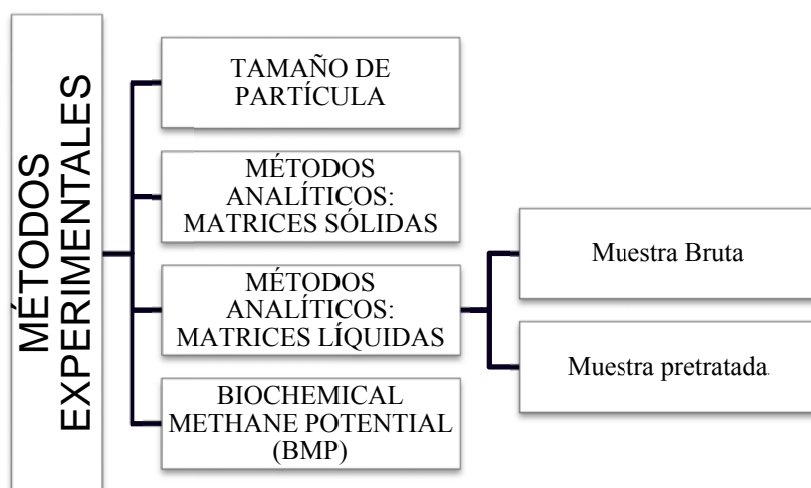 MÉTODOS
EXPERIMENTALES
TAMAÑO DE
PARTÍCULA
MÉTODOS
ANALÍTICOS:
MATRICES SÓLIDAS
MÉTODOS
ANALÍTICOS:
MATRICES LÍQUIDAS
BIOCHEMICAL
METHANE POTENTIAL
(BMP)
Muestra Bruta
Muestra pretratada